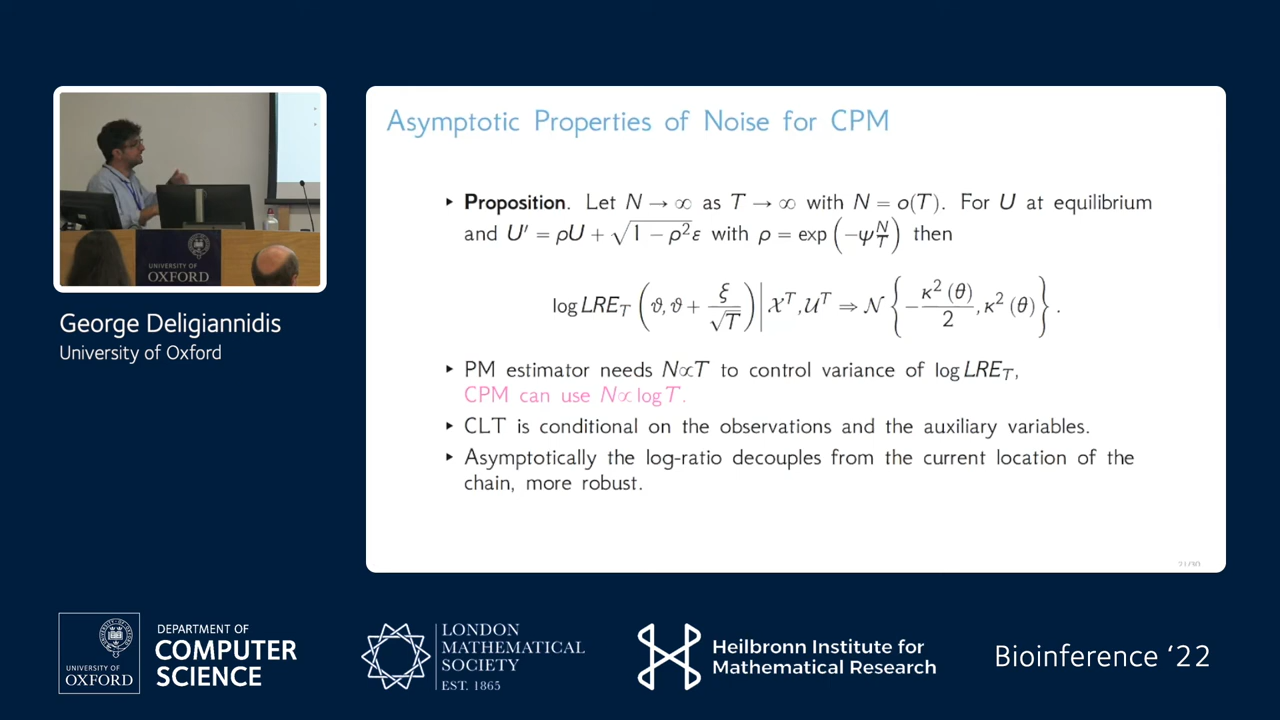 UNIVERSITY OF
OXFORD
George Deligiannidis
University of Oxford
Asymptotic Properties of Noise for CPM
‣ Proposition. Let N → ∞ as T → ∞ with N = o(T). For U at equilibrium
and U′ = ρU + √(1 − ρ²)ε with ρ = exp(−ψ N/T) then
log LRE_T (ϑ, ϑ + ξ/√T)| 𝒳^T, 𝒰^T ⇒ 𝒩 {−κ²(θ)/2, κ²(θ)}.
‣ PM estimator needs N∝T to control variance of log LRE_T,
CPM can use N∝ log T.
‣ CLT is conditional on the observations and the auxiliary variables.
‣ Asymptotically the log-ratio decouples from the current location of the
chain, more robust.
21/30
UNIVERSITY OF
OXFORD
DEPARTMENT OF
COMPUTER
SCIENCE
LONDON
MATHEMATICAL
SOCIETY
EST. 1865
Heilbronn Institute for
Mathematical Research
Bioinference ‘22